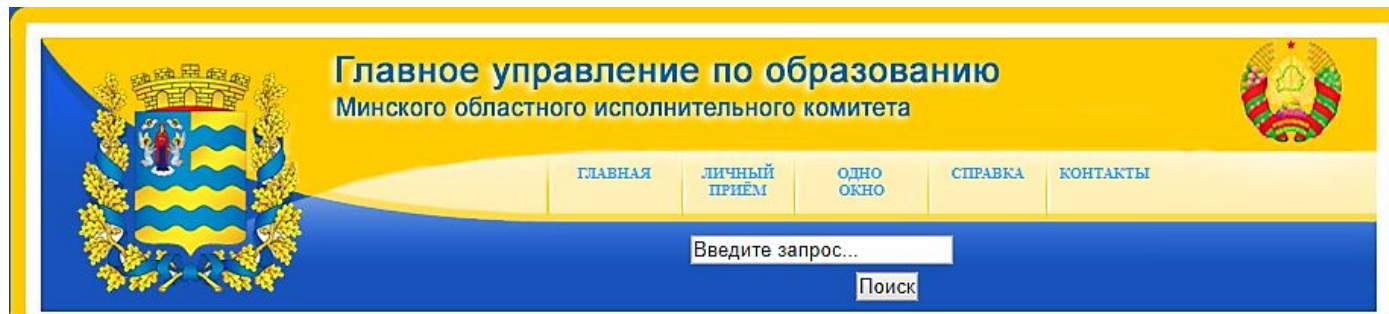 Главное управление по образованию
Минского областного исполнительного комитета
ГЛАВНАЯ
ЛИЧНЫЙ
ПРИЁМ
ОДНО
ОКНО
СПРАВКА
КОНТАКТЫ
Введите запрос...
Поиск